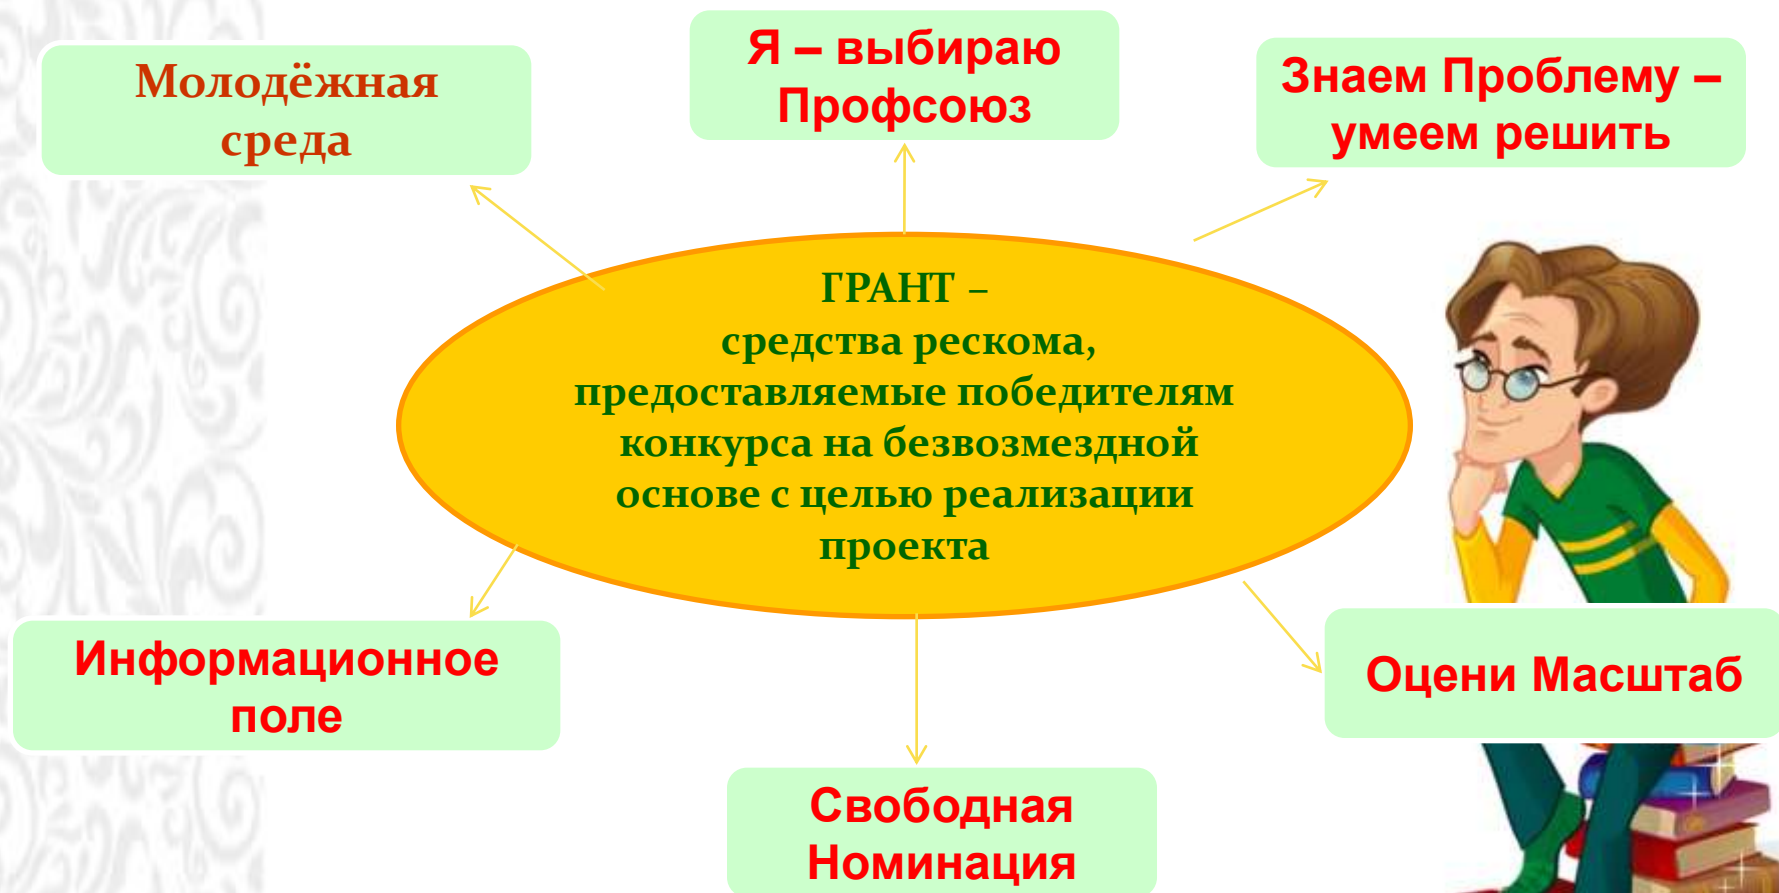 Молодёжная
среда
Я – выбираю
Профсоюз
Знаем Проблему –
умеем решить
ГРАНТ –
средства рескома,
предоставляемые победителям
конкурса на безвозмездной
основе с целью реализации
проекта
Информационное
поле
Оцени Масштаб
Свободная
Номинация